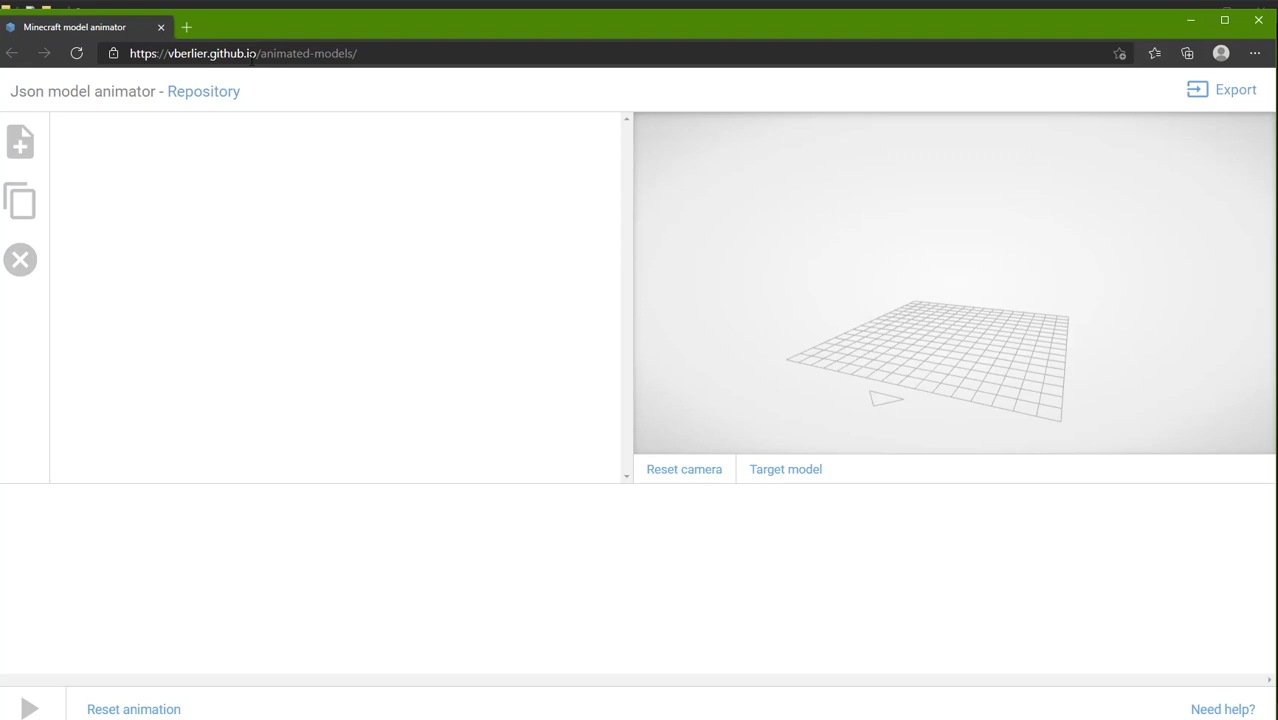 Minecraft model animator
https://vberlier.github.io/animated-models/
Json model animator - Repository
Export
Reset camera
Target model
Reset animation
Need help?